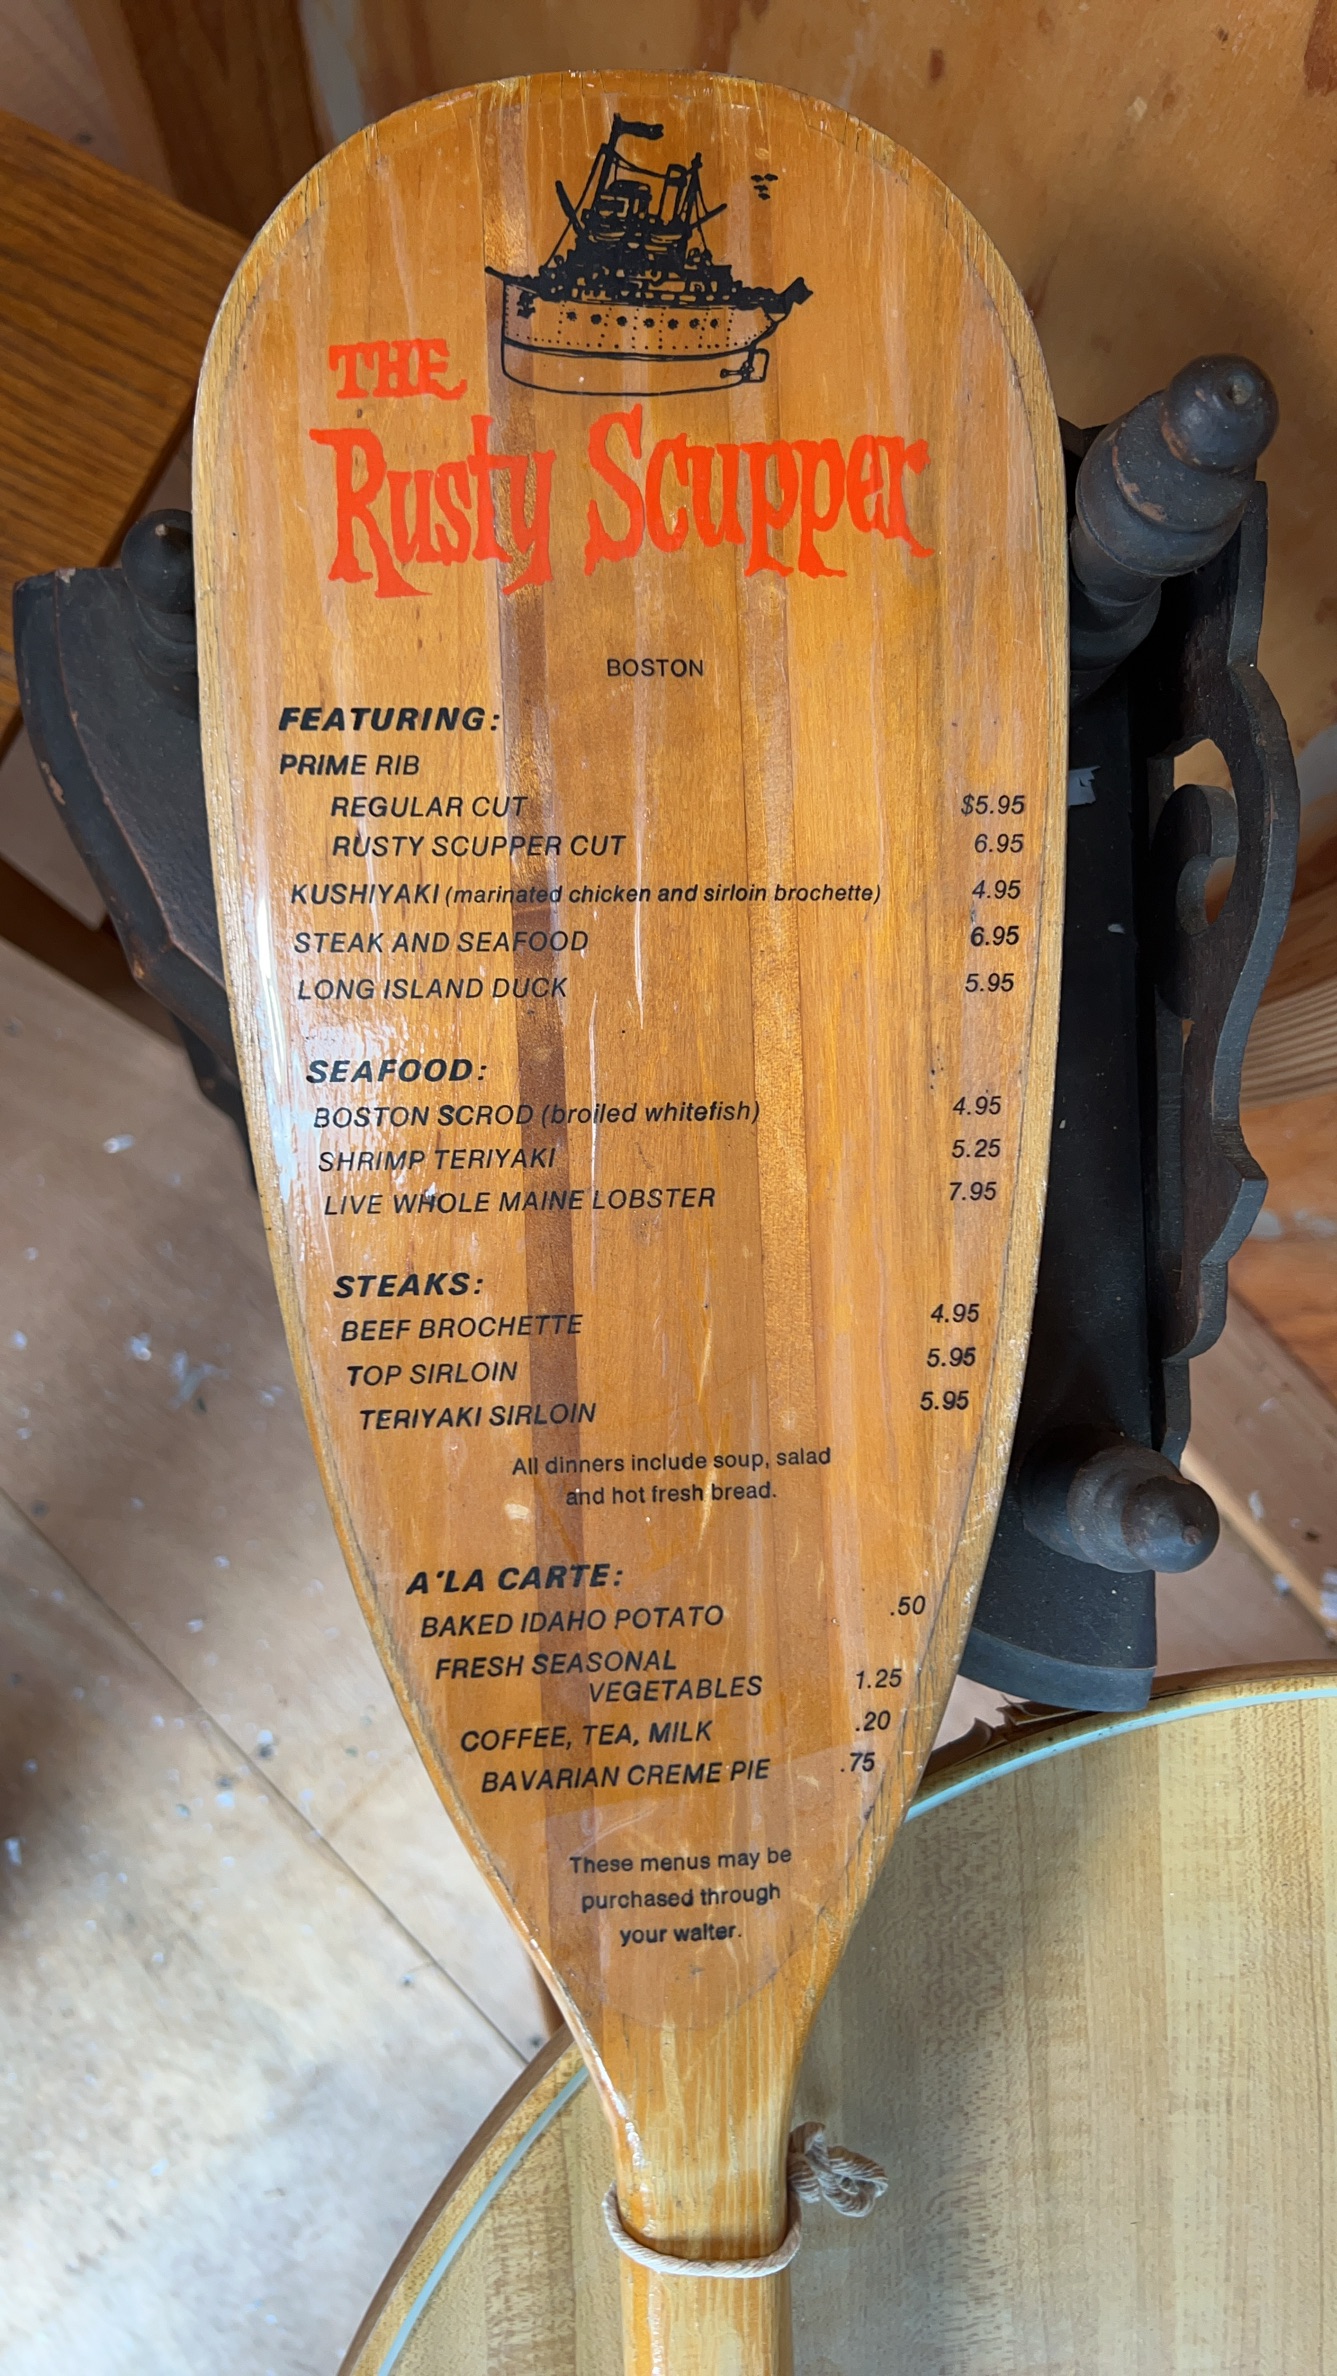 THE
Rusty Scupper
BOSTON
FEATURING:
PRIME RIB
REGULAR CUT $5.95
RUSTY SCUPPER CUT 6.95
KUSHIYAKI (marinated chicken and sirloin brochette) 4.95
STEAK AND SEAFOOD 6.95
LONG ISLAND DUCK 5.95
SEAFOOD:
BOSTON SCROD (broiled whitefish) 4.95
SHRIMP TERIYAKI 5.25
LIVE WHOLE MAINE LOBSTER 7.95
STEAKS:
BEEF BROCHETTE 4.95
TOP SIRLOIN 5.95
TERIYAKI SIRLOIN 5.95
All dinners include soup, salad
and hot fresh bread.
A'LA CARTE:
BAKED IDAHO POTATO .50
FRESH SEASONAL
VEGETABLES 1.25
COFFEE, TEA, MILK .20
BAVARIAN CREME PIE .75
These menus may be
purchased through
your waiter.